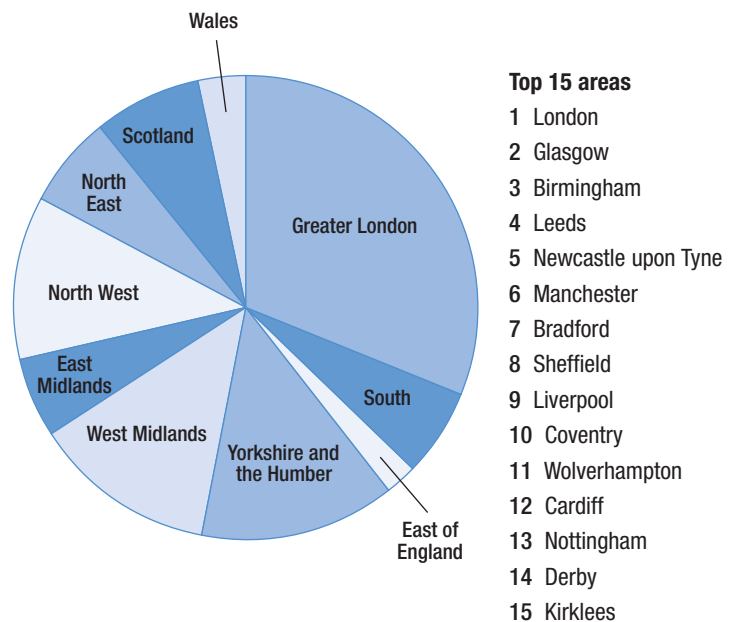 Wales
Scotland
North
East
Greater London
North West
East
Midlands
South
West Midlands
Yorkshire and
the Humber
East of
England
Top 15 areas
1 London
2 Glasgow
3 Birmingham
4 Leeds
5 Newcastle upon Tyne
6 Manchester
7 Bradford
8 Sheffield
9 Liverpool
10 Coventry
11 Wolverhampton
12 Cardiff
13 Nottingham
14 Derby
15 Kirklees